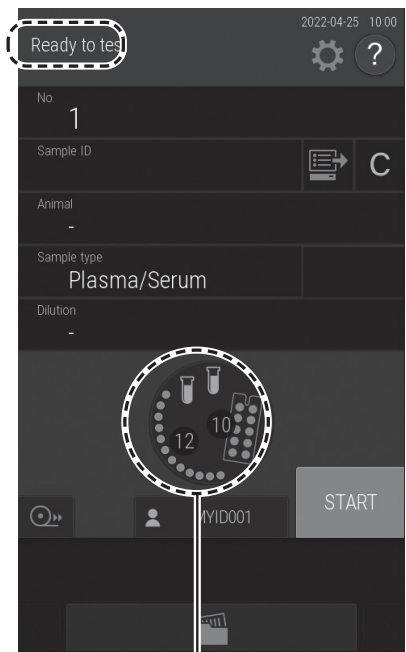 2022-04-25 10:00
Ready to tes
?
No.
1
Sample ID
C
Animal
-
Sample type
Plasma/Serum
Dilution
-
10
12
MYID001
START